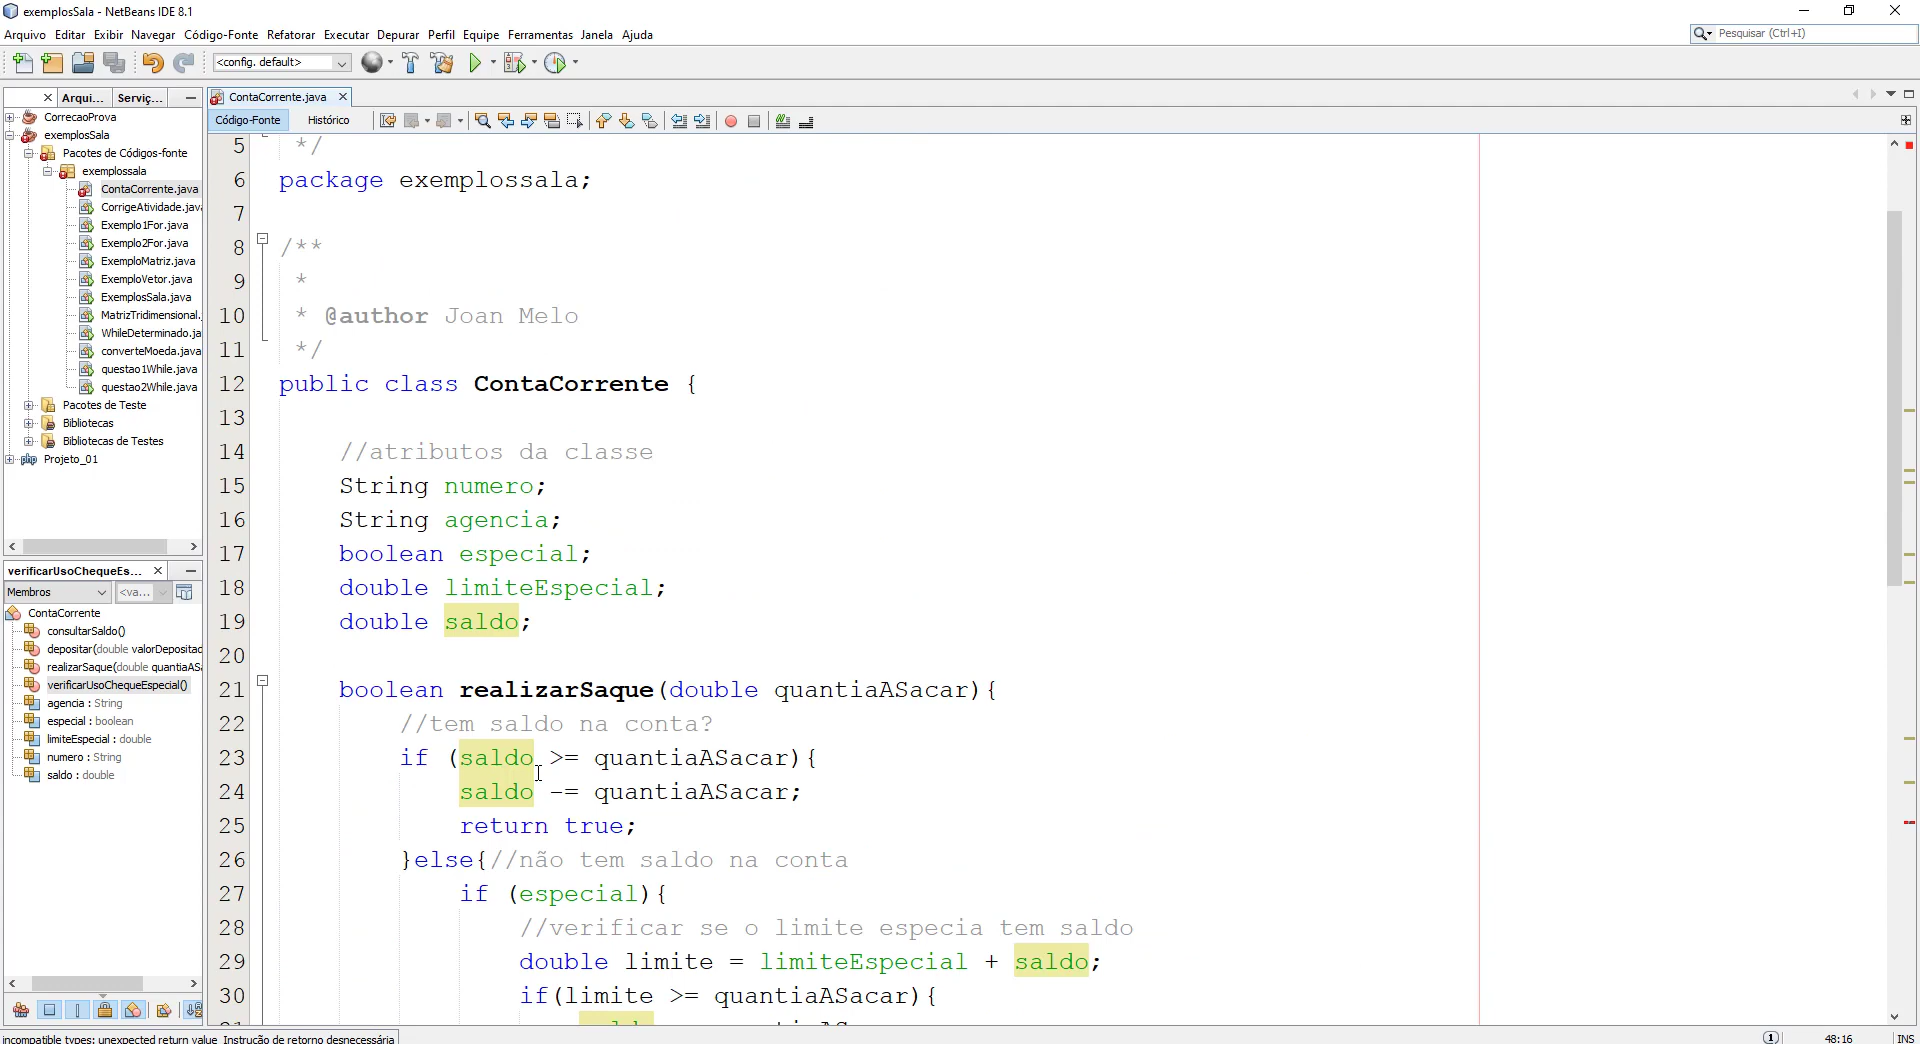 exemplosSala - NetBeans IDE 8.1
Arquivo Editar Exibir Navegar Código-Fonte Refatorar Executar Depurar Perfil Equipe Ferramentas Janela Ajuda
Pesquisar (Ctrl+I)
<config. default>
Arqui... Serviç...
ContaCorrente.java
Código-Fonte Histórico
CorrecaoProva
exemplosSala
Pacotes de Códigos-fonte
exemplossala
ContaCorrente.java
CorrigeAtividade.java
Exemplo1For.java
Exemplo2For.java
ExemploMatriz.java
ExemploVetor.java
ExemplosSala.java
MatrizTridimensional.
WhileDeterminado.ja
converteMoeda.java
questao1While.java
questao2While.java
Pacotes de Teste
Bibliotecas
Bibliotecas de Testes
Projeto_01
verificarUsoChequeEs...
Membros <va...
ContaCorrente
consultarSaldo()
depositar(double valorDepositad
realizarSaque(double quantiaASa
verificarUsoChequeEspecial()
agencia : String
especial : boolean
limiteEspecial : double
numero : String
saldo : double
5 */
6 package exemplossala;
7
8 /**
9 *
10 * @author Joan Melo
11 */
12 public class ContaCorrente {
13
14 //atributos da classe
15 String numero;
16 String agencia;
17 boolean especial;
18 double limiteEspecial;
19 double saldo;
20
21 boolean realizarSaque(double quantiaASacar){
22 //tem saldo na conta?
23 if (saldo >= quantiaASacar){
24 saldo -= quantiaASacar;
25 return true;
26 }else{//não tem saldo na conta
27 if (especial){
28 //verificar se o limite especia tem saldo
29 double limite = limiteEspecial + saldo;
30 if(limite >= quantiaASacar){
incompatible types: unexpected return value Instrução de retorno desnecessária
1 48:16 INS